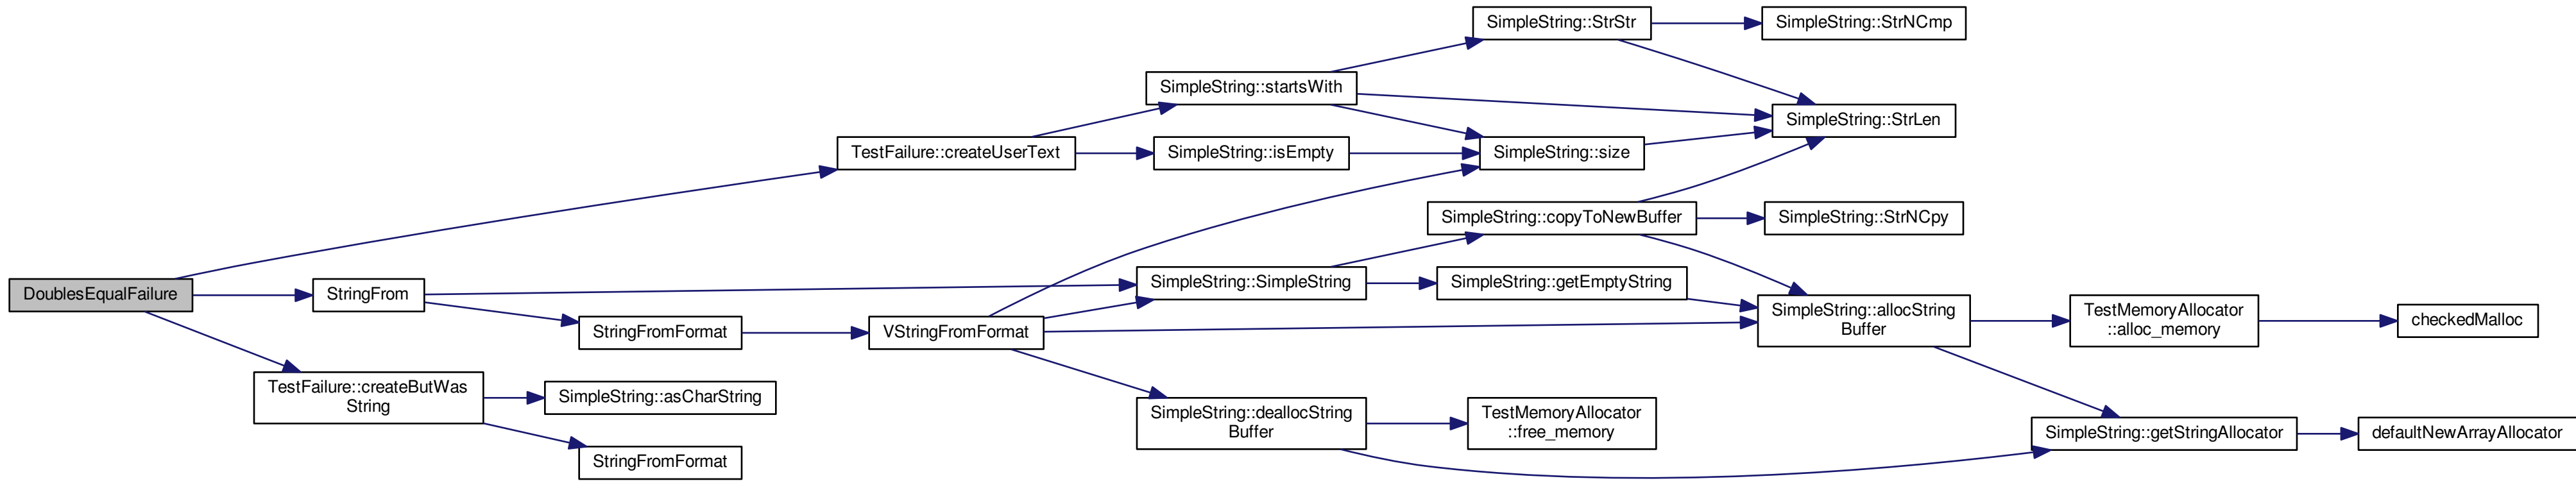 SimpleString::StrStr
SimpleString::StrNCmp
SimpleString::startsWith
SimpleString::StrLen
TestFailure::createUserText
SimpleString::isEmpty
SimpleString::size
SimpleString::copyToNewBuffer
SimpleString::StrNCpy
DoublesEqualFailure
StringFrom
SimpleString::SimpleString
SimpleString::getEmptyString
StringFromFormat
VStringFromFormat
SimpleString::allocString
Buffer
TestMemoryAllocator
::alloc_memory
checkedMalloc
TestFailure::createButWas
String
SimpleString::asCharString
SimpleString::deallocString
Buffer
TestMemoryAllocator
::free_memory
SimpleString::getStringAllocator
defaultNewArrayAllocator
StringFromFormat